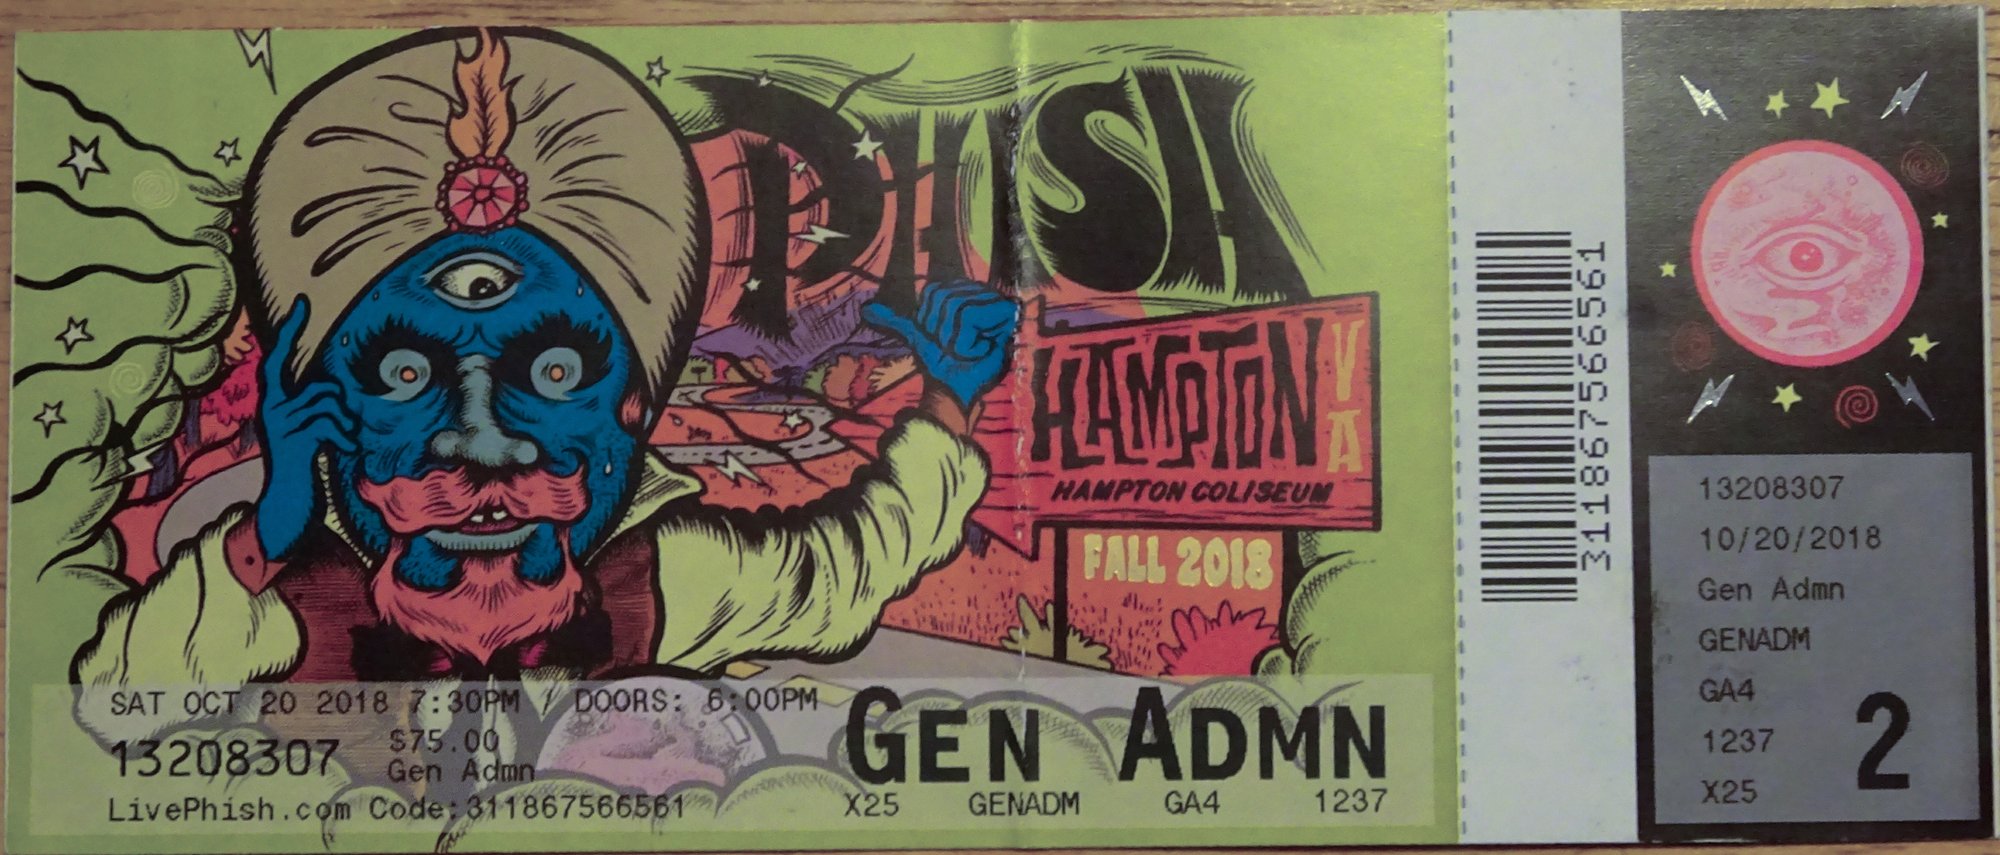 PHISH
HAMPTON VA
HAMPTON COLISEUM
FALL 2018
SAT OCT 20 2018 7:30PM / DOORS: 6:00PM
13208307
$75.00
Gen Admn
LivePhish.com Code:311867566561
GEN ADMN
X25 GENADM GA4 1237
311867566561
13208307
10/20/2018
Gen Admn
GENADM
GA4
1237
X25
2